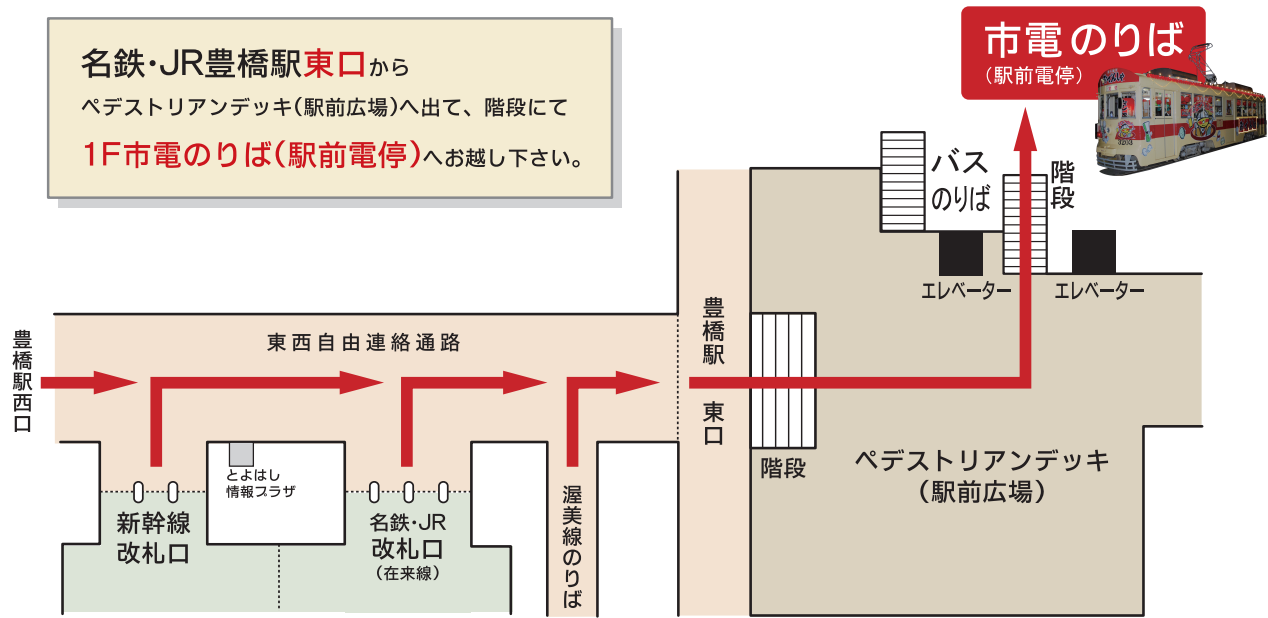 名鉄・JR豊橋駅東口から
ペデストリアンデッキ(駅前広場)へ出て、階段にて
1F市電のりば(駅前電停)へお越し下さい。
市電のりば
(駅前電停)
バス
のりば
階段
エレベーター
エレベーター
豊橋駅西口
東西自由連絡通路
豊橋駅 東口
階段
ペデストリアンデッキ
(駅前広場)
とよはし
情報プラザ
新幹線
改札口
名鉄・JR
改札口
(在来線)
渥美線のりば